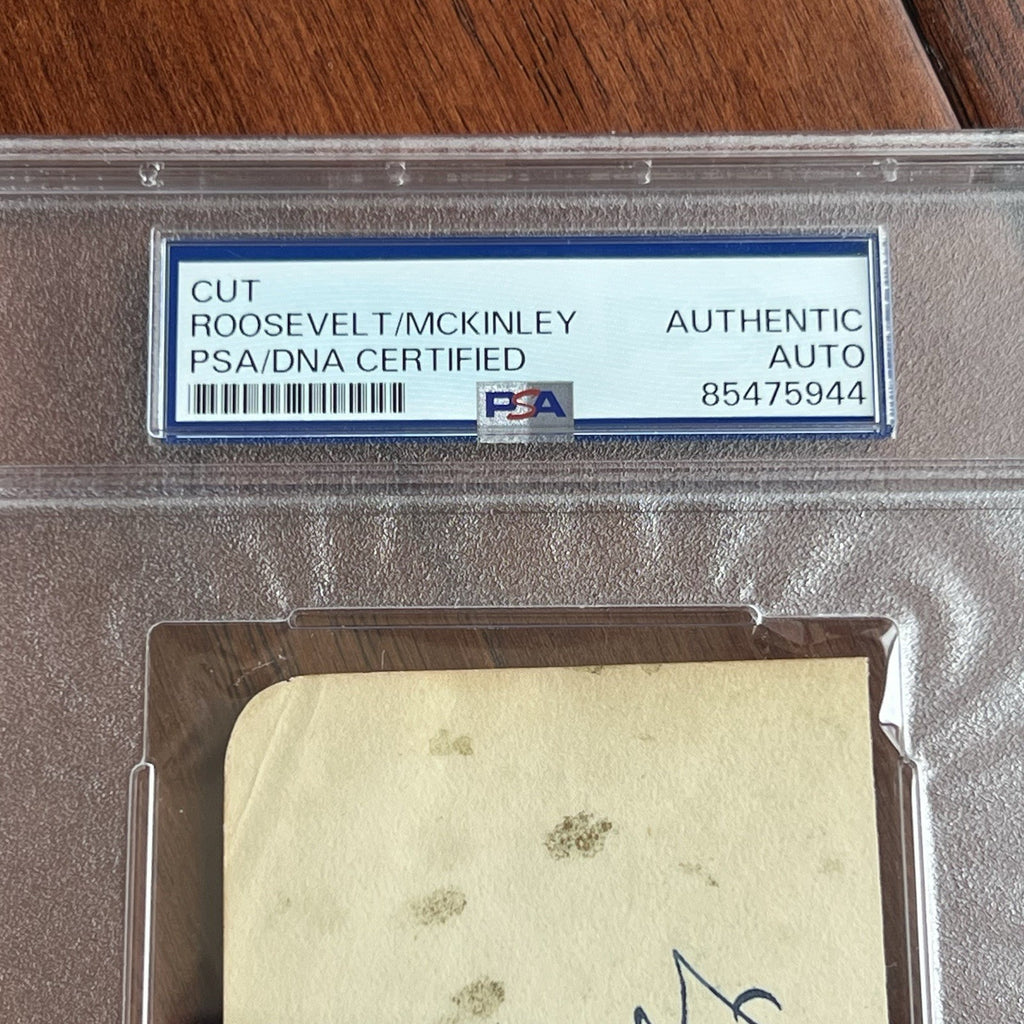 CUT
ROOSEVELT/MCKINLEY
PSA/DNA CERTIFIED
AUTHENTIC
AUTO
85475944
PSA